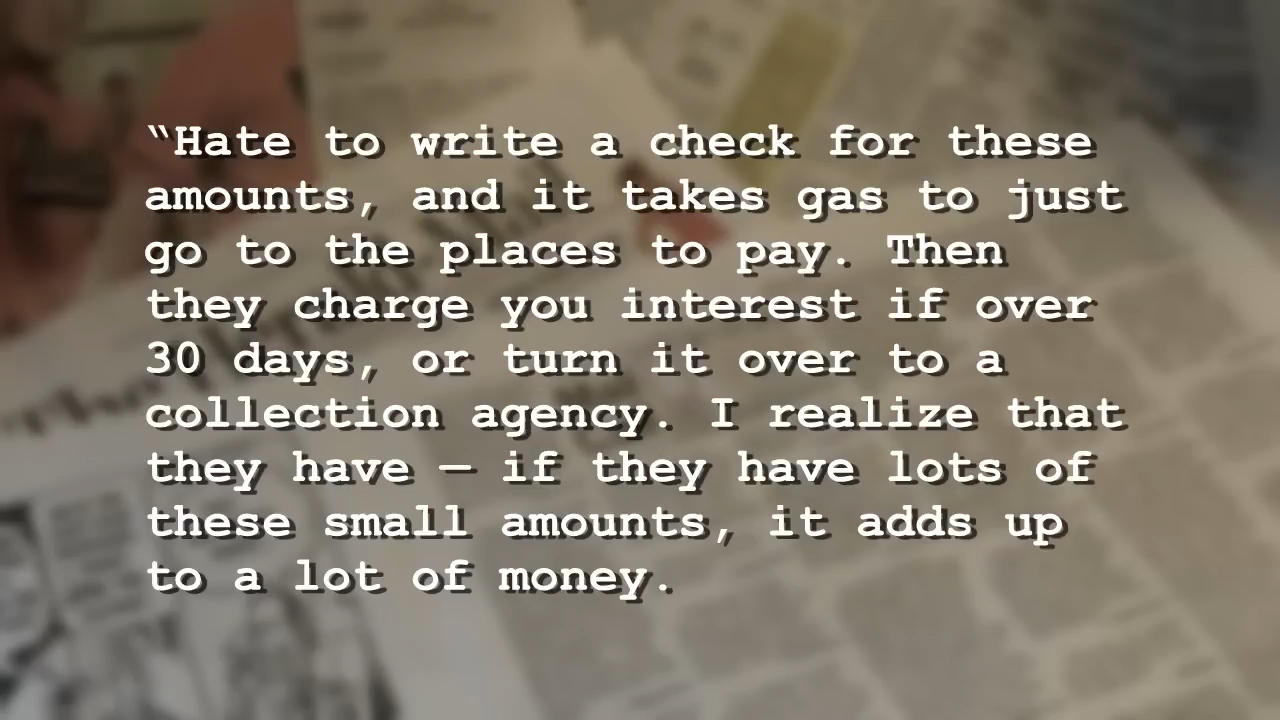 “Hate to write a check for these
amounts, and it takes gas to just
go to the places to pay. Then
they charge you interest if over
30 days, or turn it over to a
collection agency. I realize that
they have — if they have lots of
these small amounts, it adds up
to a lot of money.